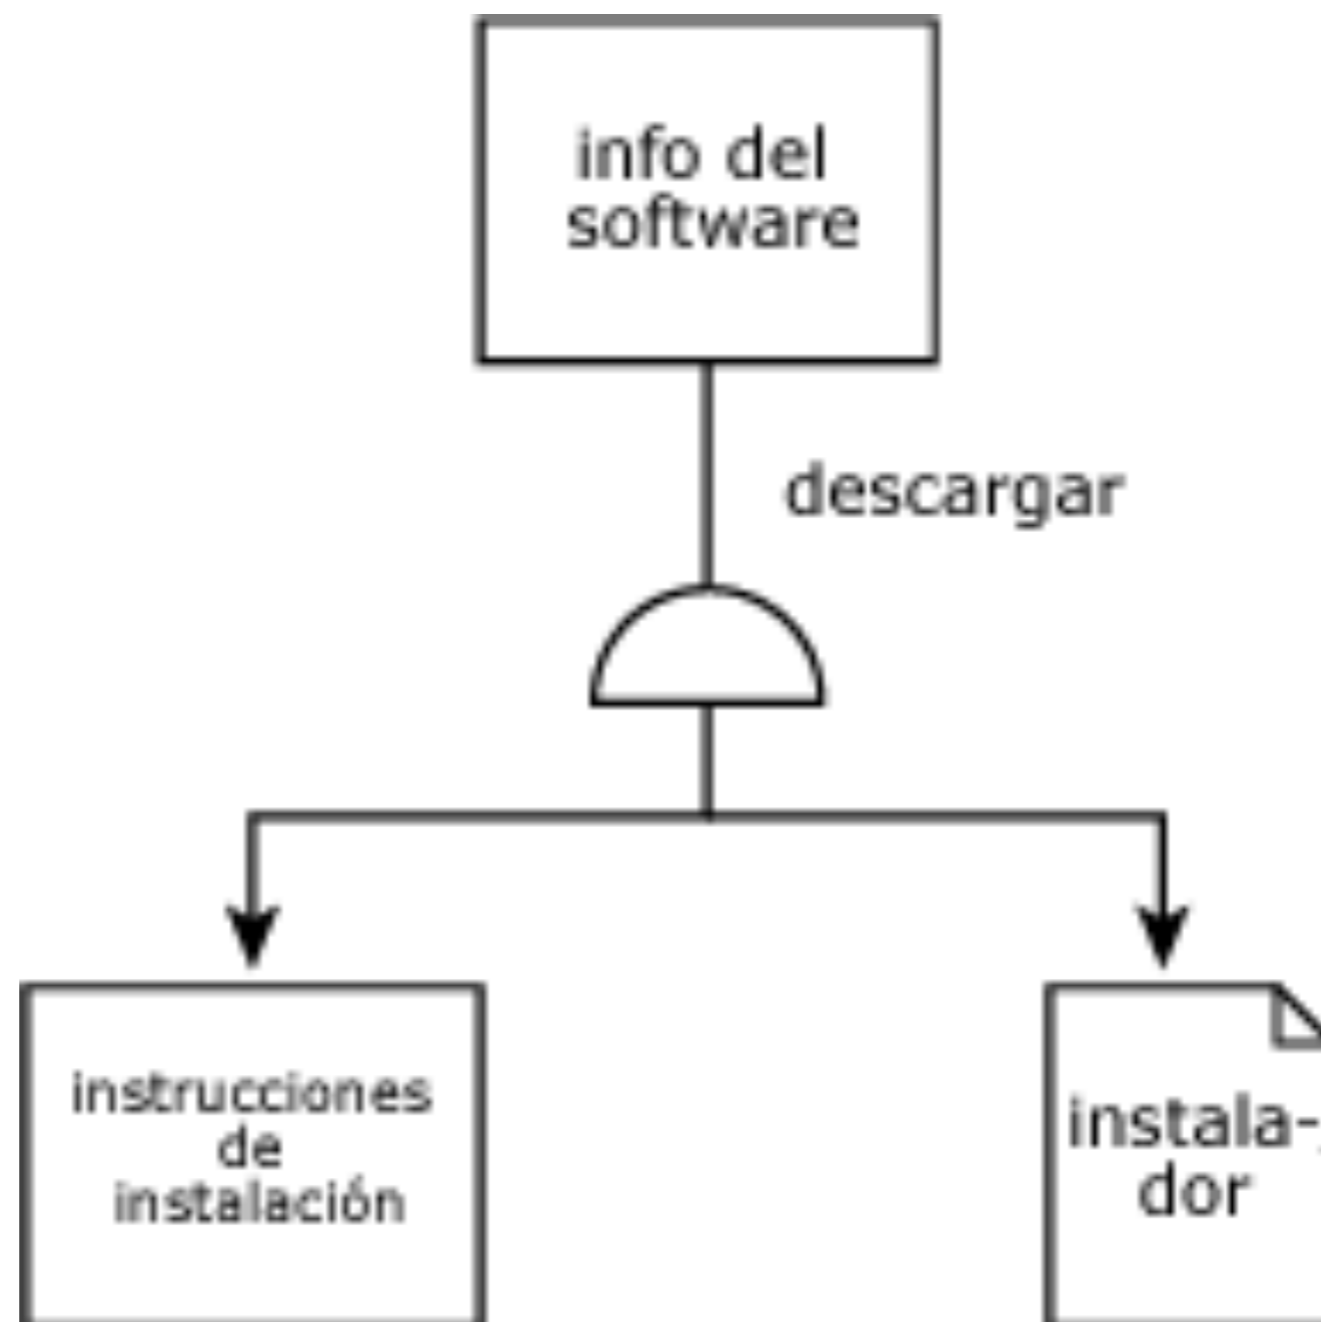 info del
software
descargar
instrucciones
de
instalación
instala-
dor